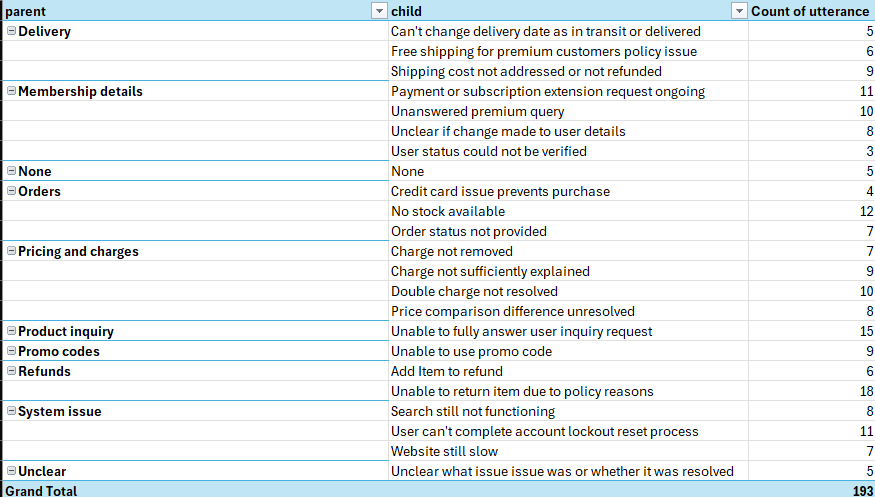 parent child Count of utterance
Delivery Can't change delivery date as in transit or delivered 5
Free shipping for premium customers policy issue 6
Shipping cost not addressed or not refunded 9
Membership details Payment or subscription extension request ongoing 11
Unanswered premium query 10
Unclear if change made to user details 8
User status could not be verified 3
None None 5
Orders Credit card issue prevents purchase 4
No stock available 12
Order status not provided 7
Pricing and charges Charge not removed 7
Charge not sufficiently explained 9
Double charge not resolved 10
Price comparison difference unresolved 8
Product inquiry Unable to fully answer user inquiry request 15
Promo codes Unable to use promo code 9
Refunds Add Item to refund 6
Unable to return item due to policy reasons 18
System issue Search still not functioning 8
User can't complete account lockout reset process 11
Website still slow 7
Unclear Unclear what issue issue was or whether it was resolved 5
Grand Total 193